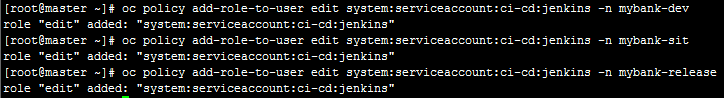 [root@master ~]# oc policy add-role-to-user edit system:serviceaccount:ci-cd:jenkins -n mybank-dev
role "edit" added: "system:serviceaccount:ci-cd:jenkins"
[root@master ~]# oc policy add-role-to-user edit system:serviceaccount:ci-cd:jenkins -n mybank-sit
role "edit" added: "system:serviceaccount:ci-cd:jenkins"
[root@master ~]# oc policy add-role-to-user edit system:serviceaccount:ci-cd:jenkins -n mybank-release
role "edit" added: "system:serviceaccount:ci-cd:jenkins"